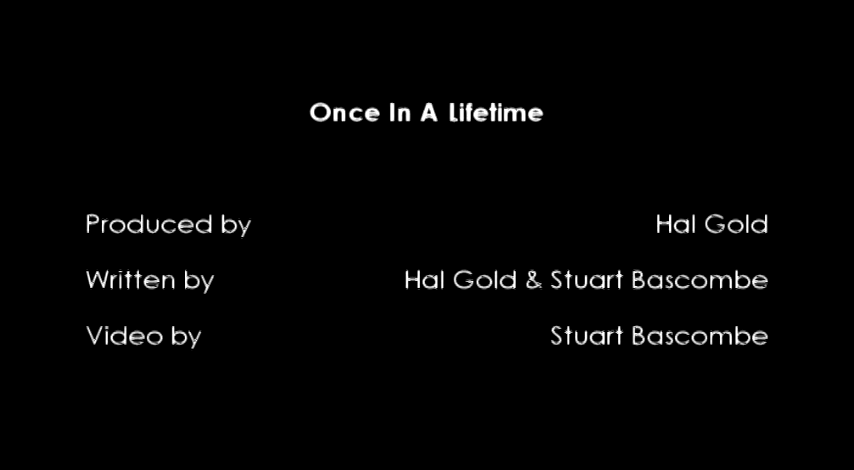 Once In A Lifetime
Produced by Hal Gold
Written by Hal Gold & Stuart Bascombe
Video by Stuart Bascombe